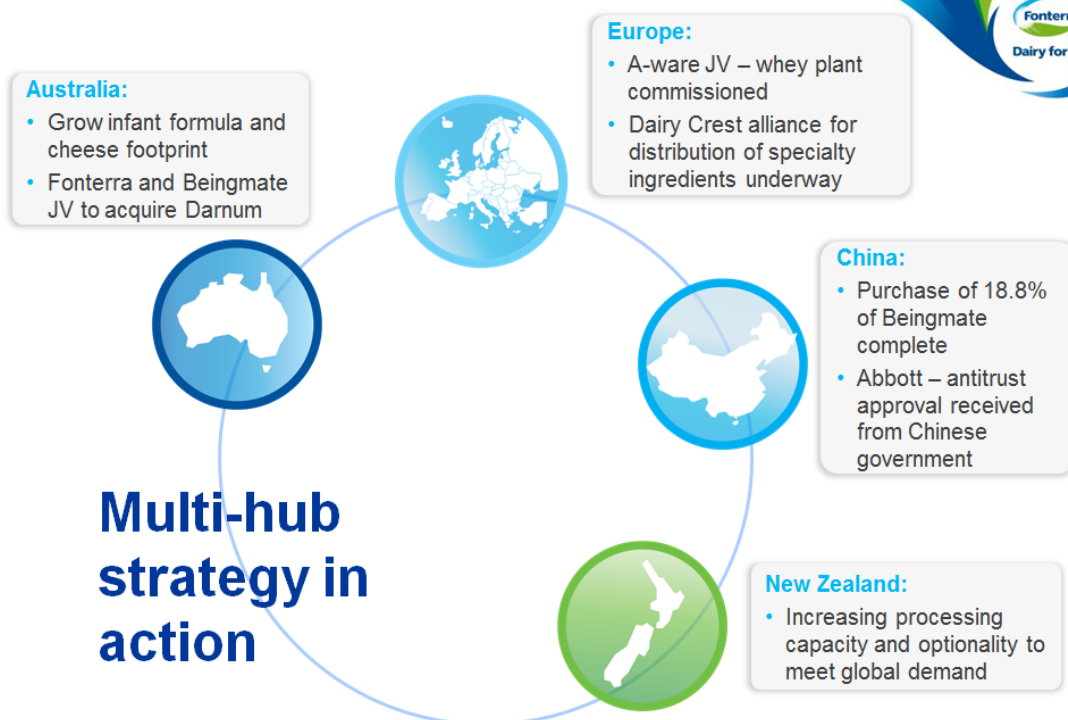 Dairy for
Europe:
• A-ware JV – whey plant
commissioned
• Dairy Crest alliance for
distribution of specialty
ingredients underway
Australia:
• Grow infant formula and
cheese footprint
• Fonterra and Beingmate
JV to acquire Darnum
China:
• Purchase of 18.8%
of Beingmate
complete
• Abbott – antitrust
approval received
from Chinese
government
Multi-hub
strategy in
action
New Zealand:
• Increasing processing
capacity and optionality to
meet global demand